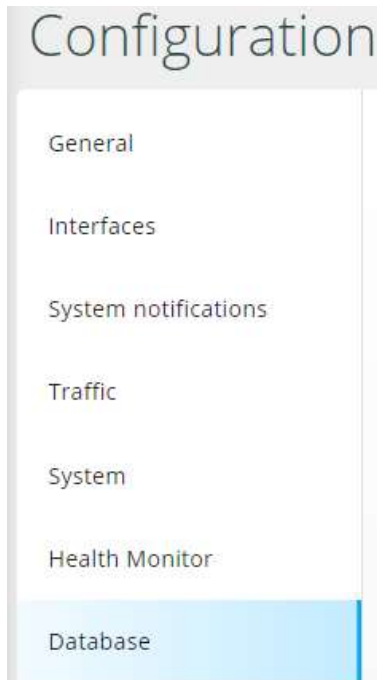 Configuration
General
Interfaces
System notifications
Traffic
System
Health Monitor
Database